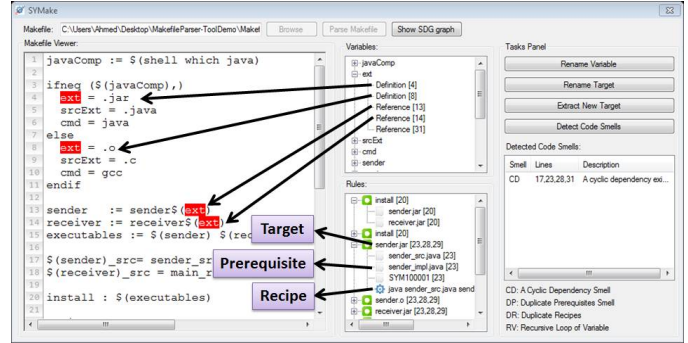 SYMake
Makefile: C:\Users\Ahmed\Desktop\MakefileParser-ToolDemo\Makef Browse Parse Makefile Show SDG graph
Makefile Viewer:
1 javaComp := $(shell which java)
2
3 ifneq ($(javaComp),)
4 ext = .jar
5 srcExt = .java
6 cmd = java
7 else
8 ext = .o
9 srcExt = .c
10 cmd = gcc
11 endif
12
13 sender := sender$(ext)
14 receiver := receiver$(ext)
15 executables := $(sender) $(rec
16
17 $(sender)_src= sender_sr
18 $(receiver)_src = main_r
19
20 install : $(executables)
21
Variables:
javaComp
ext
Definition [4]
Definition [8]
Reference [13]
Reference [14]
Reference [31]
srcExt
cmd
sender
Rules:
install [20]
sender.jar [20]
receiver.jar [20]
install [20]
sender.jar [23,28,29]
sender_src.java [23]
sender_impl.java [23]
SYM100001 [23]
java sender_src.java send
sender.o [23,28,29]
receiver.jar [23,28,29]
Target
Prerequisite
Recipe
Tasks Panel
Rename Variable
Rename Target
Extract New Target
Detect Code Smells
Detected Code Smells:
Smell Lines Description
CD 17,23,28,31 A cyclic dependency exi...
CD: A Cyclic Dependency Smell
DP: Duplicate Prerequisites Smell
DR: Duplicate Recipes
RV: Recursive Loop of Variable